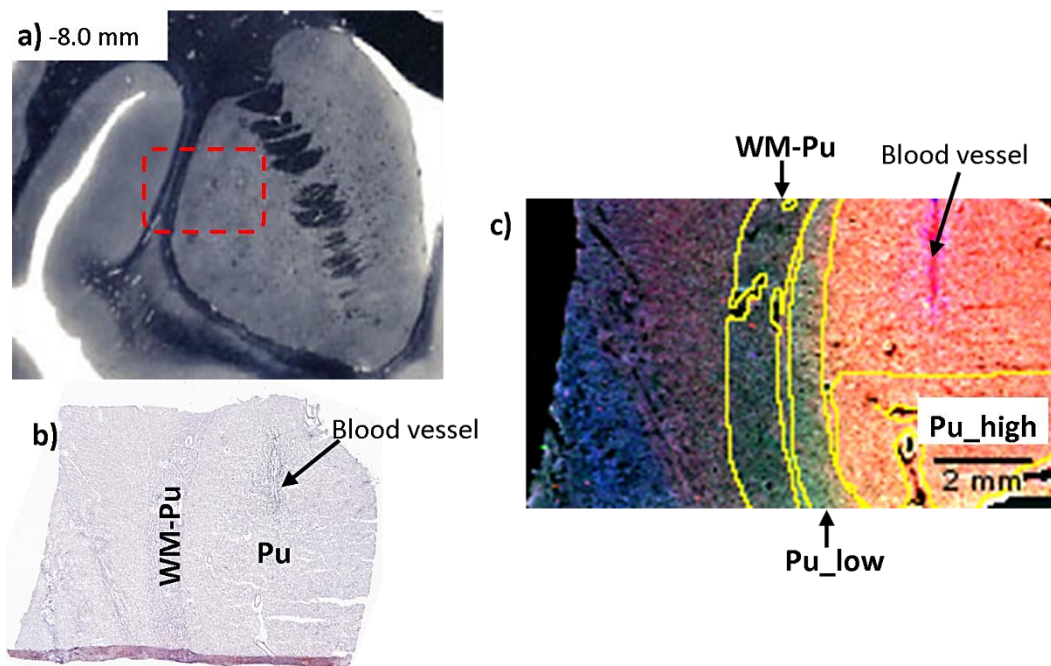 a) -8.0 mm
WM-Pu
Blood vessel
c)
b)
Blood vessel
WM-Pu
Pu
Pu_high
2 mm
Pu_low